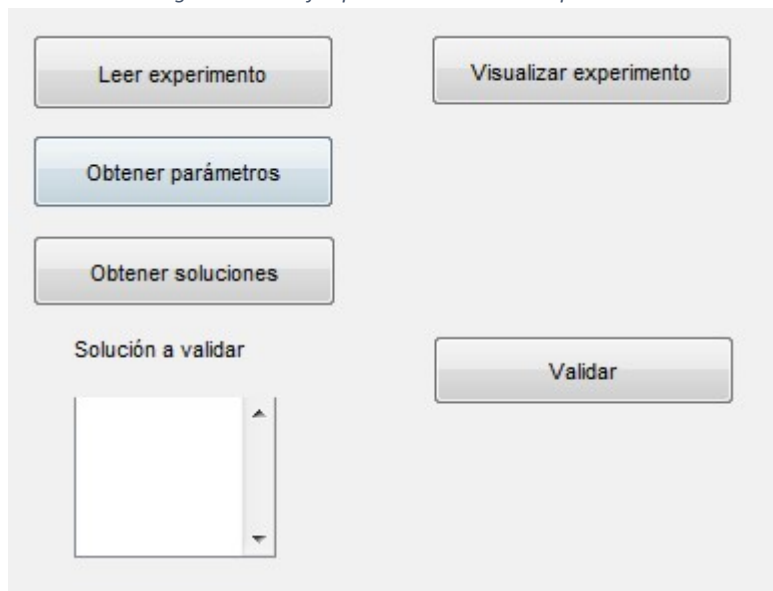 Leer experimento
Visualizar experimento
Obtener parámetros
Obtener soluciones
Solución a validar
Validar